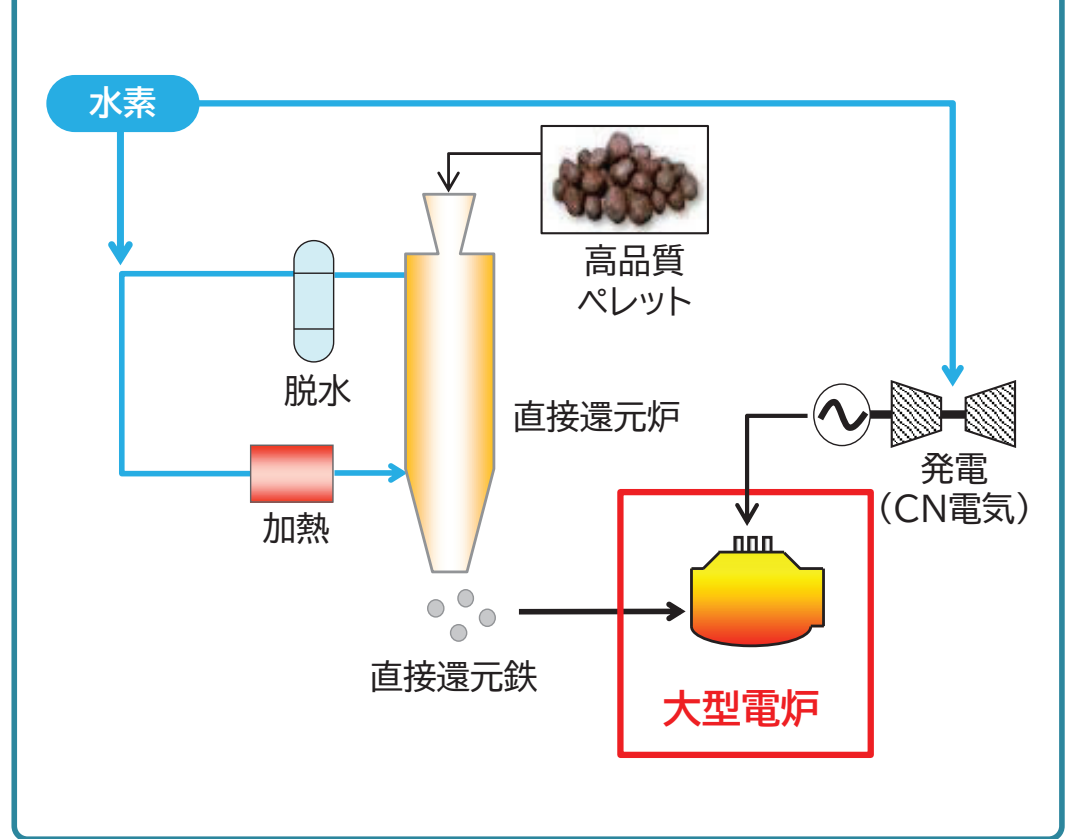 水素
高品質
ペレット
脱水
直接還元炉
発電
（CN電気）
加熱
直接還元鉄
大型電炉